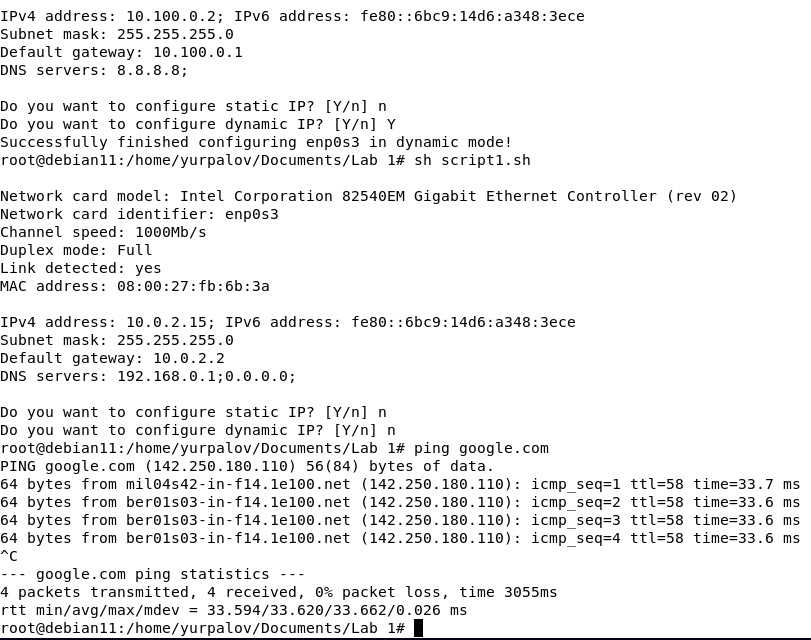 IPv4 address: 10.100.0.2; IPv6 address: fe80::6bc9:14d6:a348:3ece
Subnet mask: 255.255.255.0
Default gateway: 10.100.0.1
DNS servers: 8.8.8.8;
Do you want to configure static IP? [Y/n] n
Do you want to configure dynamic IP? [Y/n] Y
Successfully finished configuring enp0s3 in dynamic mode!
root@debian11:/home/yurpalov/Documents/Lab 1# sh script1.sh
Network card model: Intel Corporation 82540EM Gigabit Ethernet Controller (rev 02)
Network card identifier: enp0s3
Channel speed: 1000Mb/s
Duplex mode: Full
Link detected: yes
MAC address: 08:00:27:fb:6b:3a
IPv4 address: 10.0.2.15; IPv6 address: fe80::6bc9:14d6:a348:3ece
Subnet mask: 255.255.255.0
Default gateway: 10.0.2.2
DNS servers: 192.168.0.1;0.0.0.0;
Do you want to configure static IP? [Y/n] n
Do you want to configure dynamic IP? [Y/n] n
root@debian11:/home/yurpalov/Documents/Lab 1# ping google.com
PING google.com (142.250.180.110) 56(84) bytes of data.
64 bytes from mil04s42-in-f14.1e100.net (142.250.180.110): icmp_seq=1 ttl=58 time=33.7 ms
64 bytes from ber01s03-in-f14.1e100.net (142.250.180.110): icmp_seq=2 ttl=58 time=33.6 ms
64 bytes from ber01s03-in-f14.1e100.net (142.250.180.110): icmp_seq=3 ttl=58 time=33.6 ms
64 bytes from ber01s03-in-f14.1e100.net (142.250.180.110): icmp_seq=4 ttl=58 time=33.6 ms
^C
--- google.com ping statistics ---
4 packets transmitted, 4 received, 0% packet loss, time 3055ms
rtt min/avg/max/mdev = 33.594/33.620/33.662/0.026 ms
root@debian11:/home/yurpalov/Documents/Lab 1#